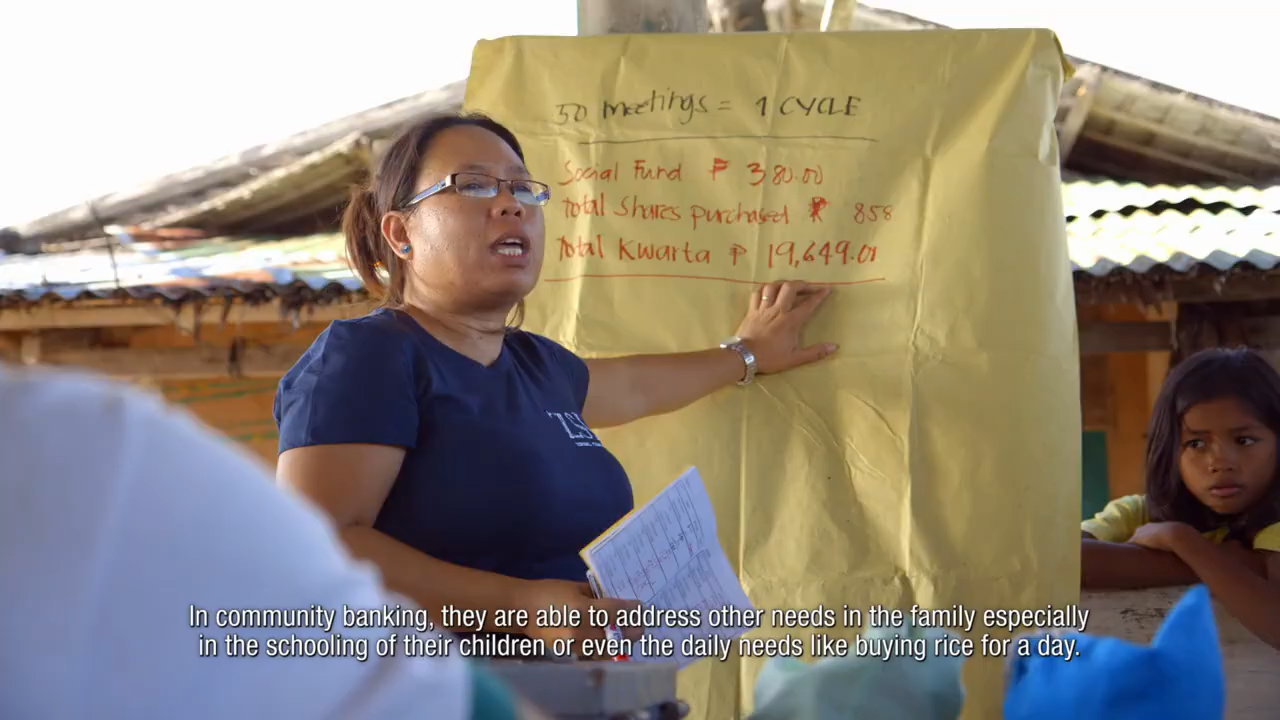 50 meetings = 1 CYCLE
Social Fund ₱ 380.00
Total Shares purchased ₱ 858
Total Kwarta ₱ 19,649.01
In community banking, they are able to address other needs in the family especially
in the schooling of their children or even the daily needs like buying rice for a day.